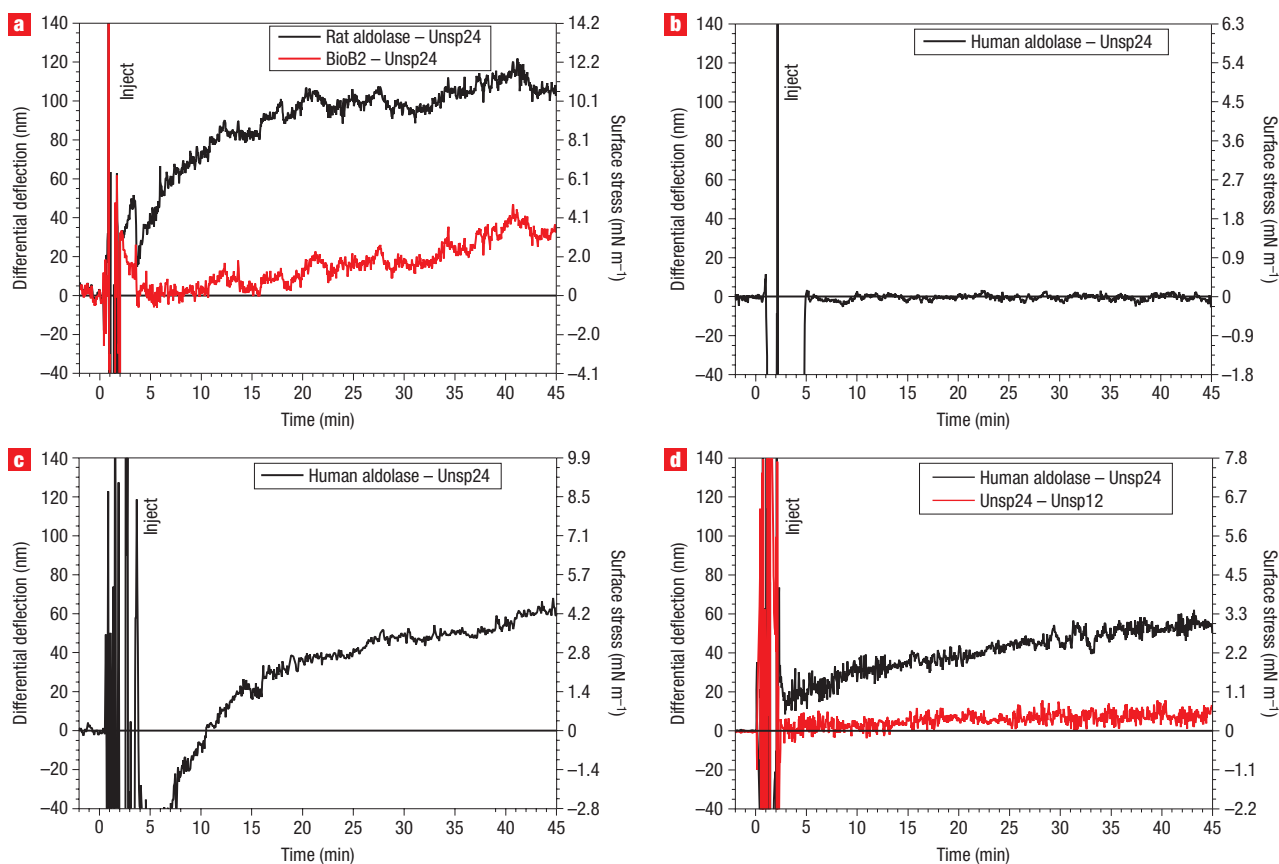 a
Rat aldolase – Unsp24
BioB2 – Unsp24
Inject
Differential deflection (nm)
140
120
100
80
60
40
20
0
–20
–40
14.2
12.2
10.1
8.1
6.1
4.1
2.0
0
–2.0
–4.1
Surface stress (mN m⁻¹)
0 5 10 15 20 25 30 35 40 45
Time (min)
b
Human aldolase – Unsp24
Inject
Differential deflection (nm)
140
120
100
80
60
40
20
0
–20
–40
6.3
5.4
4.5
3.6
2.7
1.8
0.9
0
–0.9
–1.8
Surface stress (mN m⁻¹)
0 5 10 15 20 25 30 35 40 45
Time (min)
c
Human aldolase – Unsp24
Inject
Differential deflection (nm)
140
120
100
80
60
40
20
0
–20
–40
9.9
8.5
7.1
5.7
4.2
2.8
1.4
0
–1.4
–2.8
Surface stress (mN m⁻¹)
0 5 10 15 20 25 30 35 40 45
Time (min)
d
Human aldolase – Unsp24
Unsp24 – Unsp12
Inject
Differential deflection (nm)
140
120
100
80
60
40
20
0
–20
–40
7.8
6.7
5.6
4.5
3.3
2.2
1.1
0
–1.1
–2.2
Surface stress (mN m⁻¹)
0 5 10 15 20 25 30 35 40 45
Time (min)